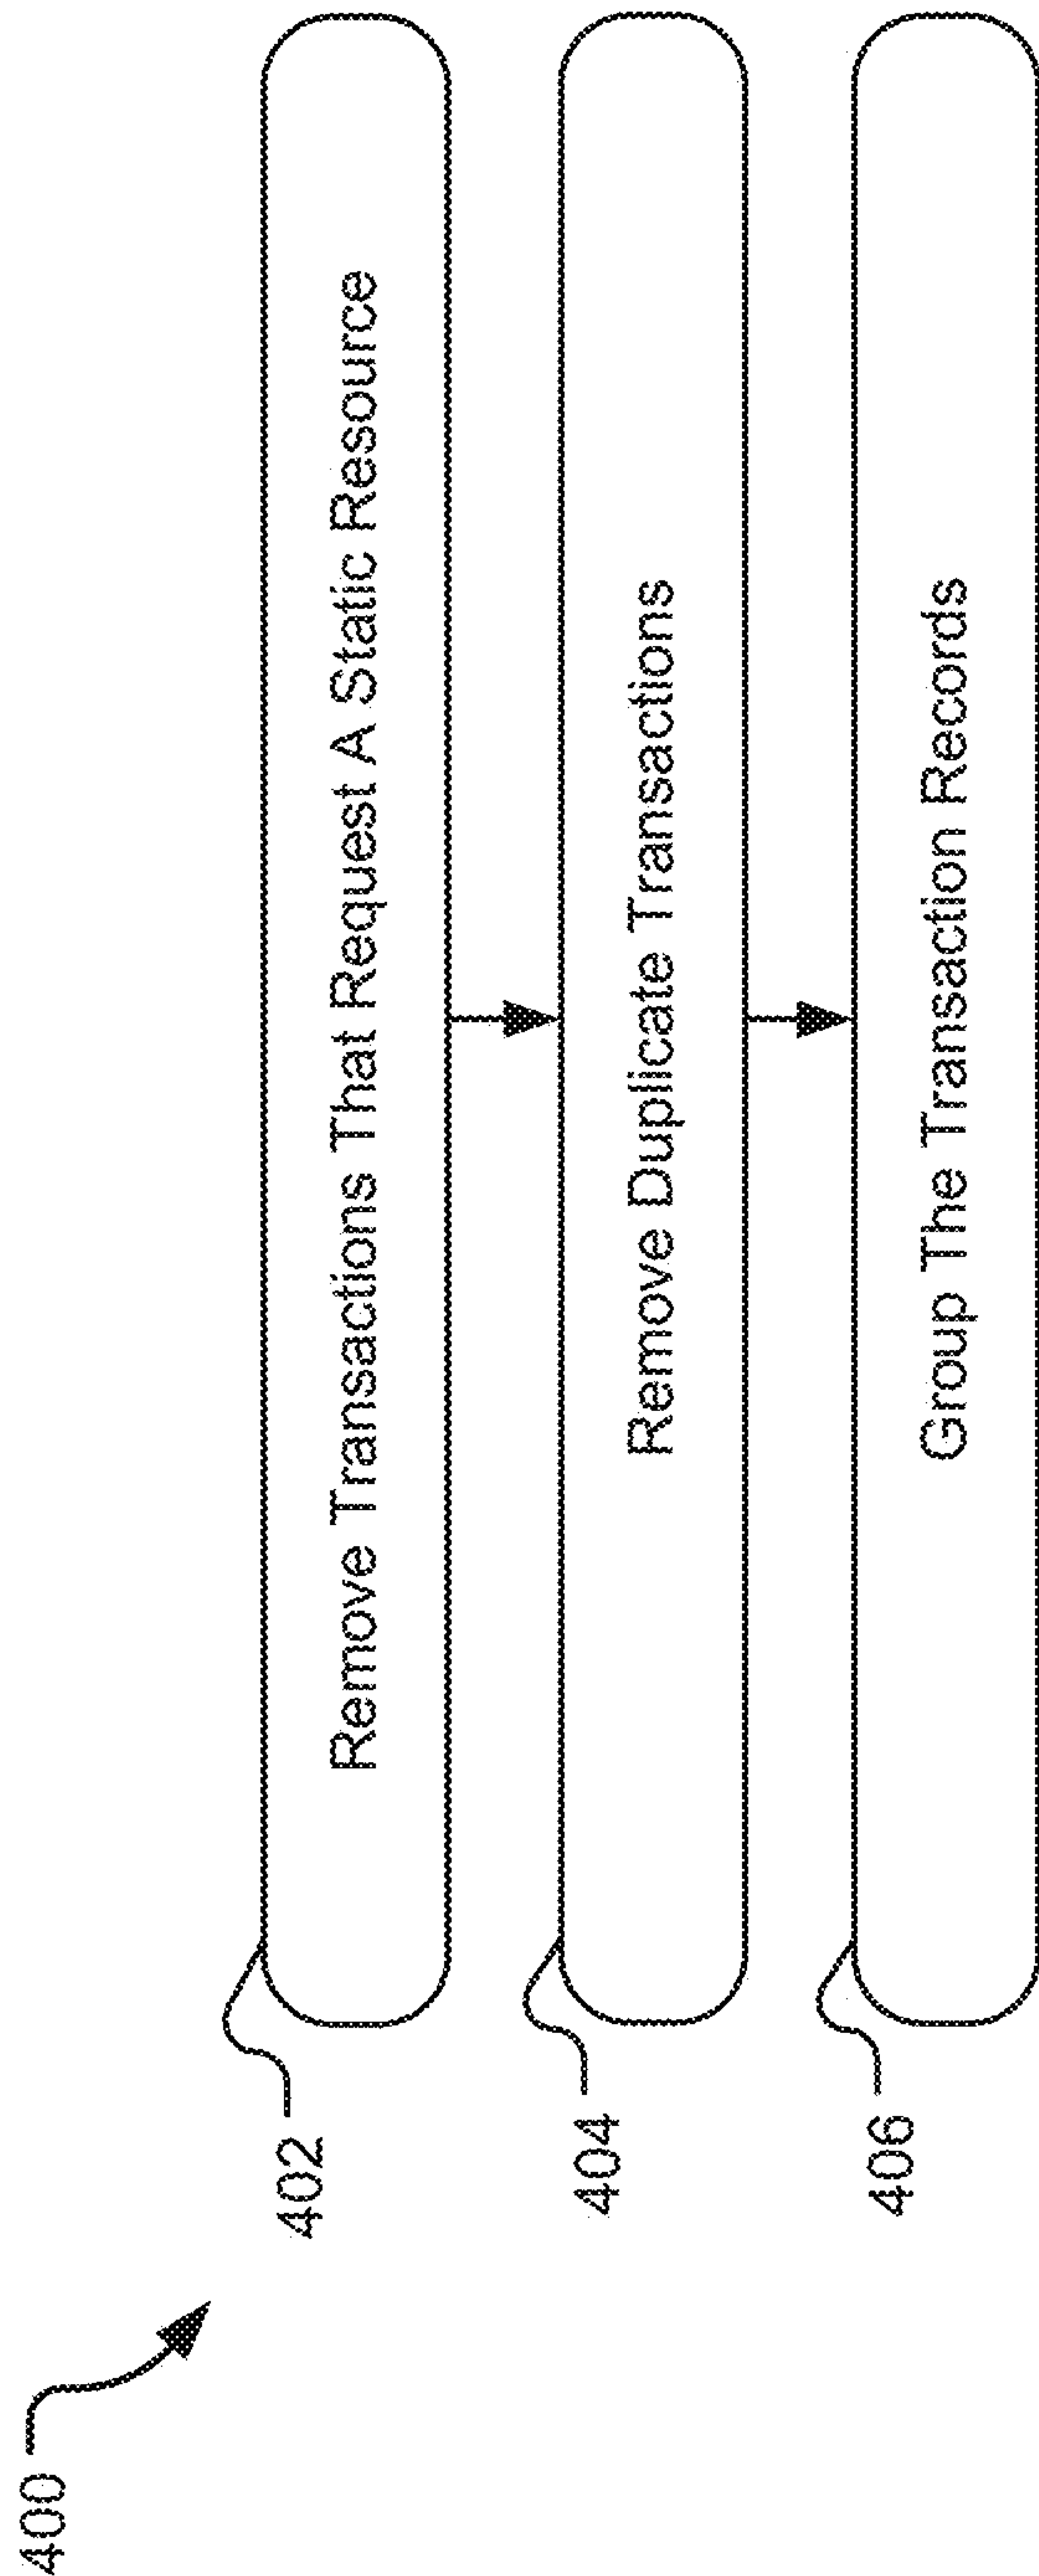 400
402
Remove Transactions That Request A Static Resource
404
Remove Duplicate Transactions
406
Group The Transaction Records